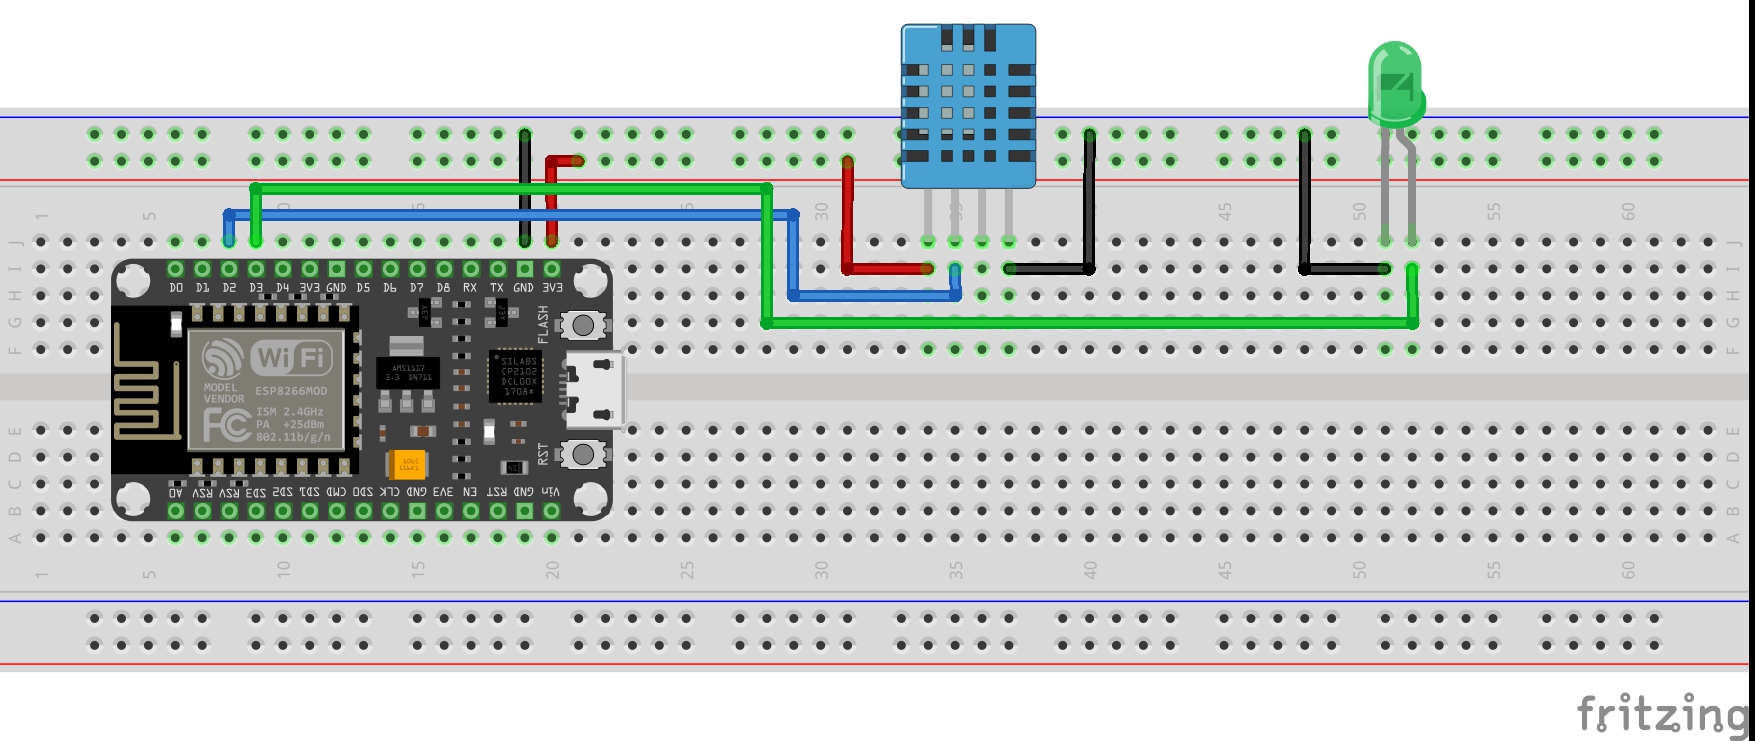 1 5 10 15 20 25 30 35 40 45 50 55 60
J J
I I
H H
G G
F F
D0 D1 D2 D3 D4 3V3 GND D5 D6 D7 D8 RX TX GND 3V3
FLASH
WiFi
MODEL
VENDOR
ESP8266MOD
FC
ISM 2.4GHz
PA +25dBm
802.11b/g/n
AMS1117
3.3 DN711
SILABS
CP2102
DCL00X
1708*
RST
E E
D D
C C
B B
A A
A0 RSV RSV SD3 SD2 SD1 CMD SD0 CLK GND 3V3 EN RST GND Vin
1 5 10 15 20 25 30 35 40 45 50 55 60
fritzing